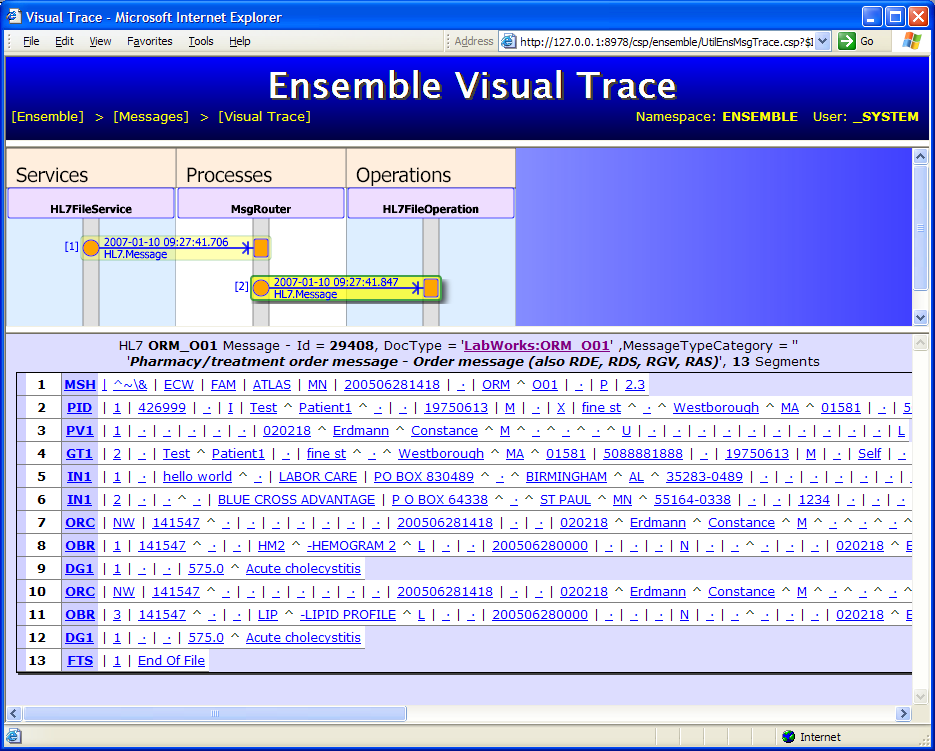 Visual Trace - Microsoft Internet Explorer
File Edit View Favorites Tools Help Address http://127.0.0.1:8978/csp/ensemble/UtilEnsMsgTrace.csp?$I Go
Ensemble Visual Trace
[Ensemble] > [Messages] > [Visual Trace] Namespace: ENSEMBLE User: _SYSTEM
Services Processes Operations
HL7FileService MsgRouter HL7FileOperation
[1] 2007-01-10 09:27:41.706
HL7.Message
[2] 2007-01-10 09:27:41.847
HL7.Message
HL7 ORM_O01 Message - Id = 29408, DocType = 'LabWorks:ORM_O01' ,MessageTypeCategory = "
'Pharmacy/treatment order message - Order message (also RDE, RDS, RGV, RAS)', 13 Segments
1 MSH | ^~\& | ECW | FAM | ATLAS | MN | 200506281418 | · | ORM ^ O01 | · | P | 2.3
2 PID | 1 | 426999 | · | I | Test ^ Patient1 ^ · | · | 19750613 | M | · | X | fine st ^ · ^ Westborough ^ MA ^ 01581 | · | 5
3 PV1 | 1 | · | · | · | · | · | 020218 ^ Erdmann ^ Constance ^ M ^ · ^ · ^ · ^ U | · | · | · | · | · | · | · | · | · | · | L
4 GT1 | 2 | · | Test ^ Patient1 | · | fine st ^ · ^ Westborough ^ MA ^ 01581 | 5088881888 | · | 19750613 | M | · | Self | ·
5 IN1 | 1 | · | hello world ^ · | LABOR CARE | PO BOX 830489 ^ · ^ BIRMINGHAM ^ AL ^ 35283-0489 | · | · | · | · | · | · |
6 IN1 | 2 | · | · ^ · | BLUE CROSS ADVANTAGE | P O BOX 64338 ^ · ^ ST PAUL ^ MN ^ 55164-0338 | · | · | 1234 | · | · | ·
7 ORC | NW | 141547 ^ · | · | · | · | · | · | · | 200506281418 | · | · | 020218 ^ Erdmann ^ Constance ^ M ^ · ^ · ^ · ^
8 OBR | 1 | 141547 ^ · | · | HM2 ^ -HEMOGRAM 2 ^ L | · | · | 200506280000 | · | · | · | N | · | · ^ · | · | · | 020218 ^ E
9 DG1 | 1 | · | · | 575.0 ^ Acute cholecystitis
10 ORC | NW | 141547 ^ · | · | · | · | · | · | · | 200506281418 | · | · | 020218 ^ Erdmann ^ Constance ^ M ^ · ^ · ^ · ^
11 OBR | 3 | 141547 ^ · | · | LIP ^ -LIPID PROFILE ^ L | · | · | 200506280000 | · | · | · | N | · | · ^ · | · | · | 020218 ^ E
12 DG1 | 1 | · | · | 575.0 ^ Acute cholecystitis
13 FTS | 1 | End Of File
Internet